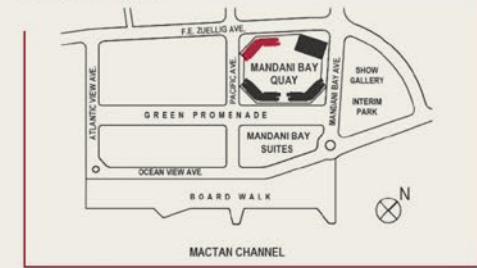 F.E. ZUELLIG AVE.
ATLANTIC VIEW AVE.
PACIFIC AVE.
MANDANI BAY
QUAY
MANDANI BAY AVE.
SHOW
GALLERY
INTERIM
PARK
GREEN PROMENADE
MANDANI BAY
SUITES
OCEAN VIEW AVE.
BOARD WALK
N
MACTAN CHANNEL